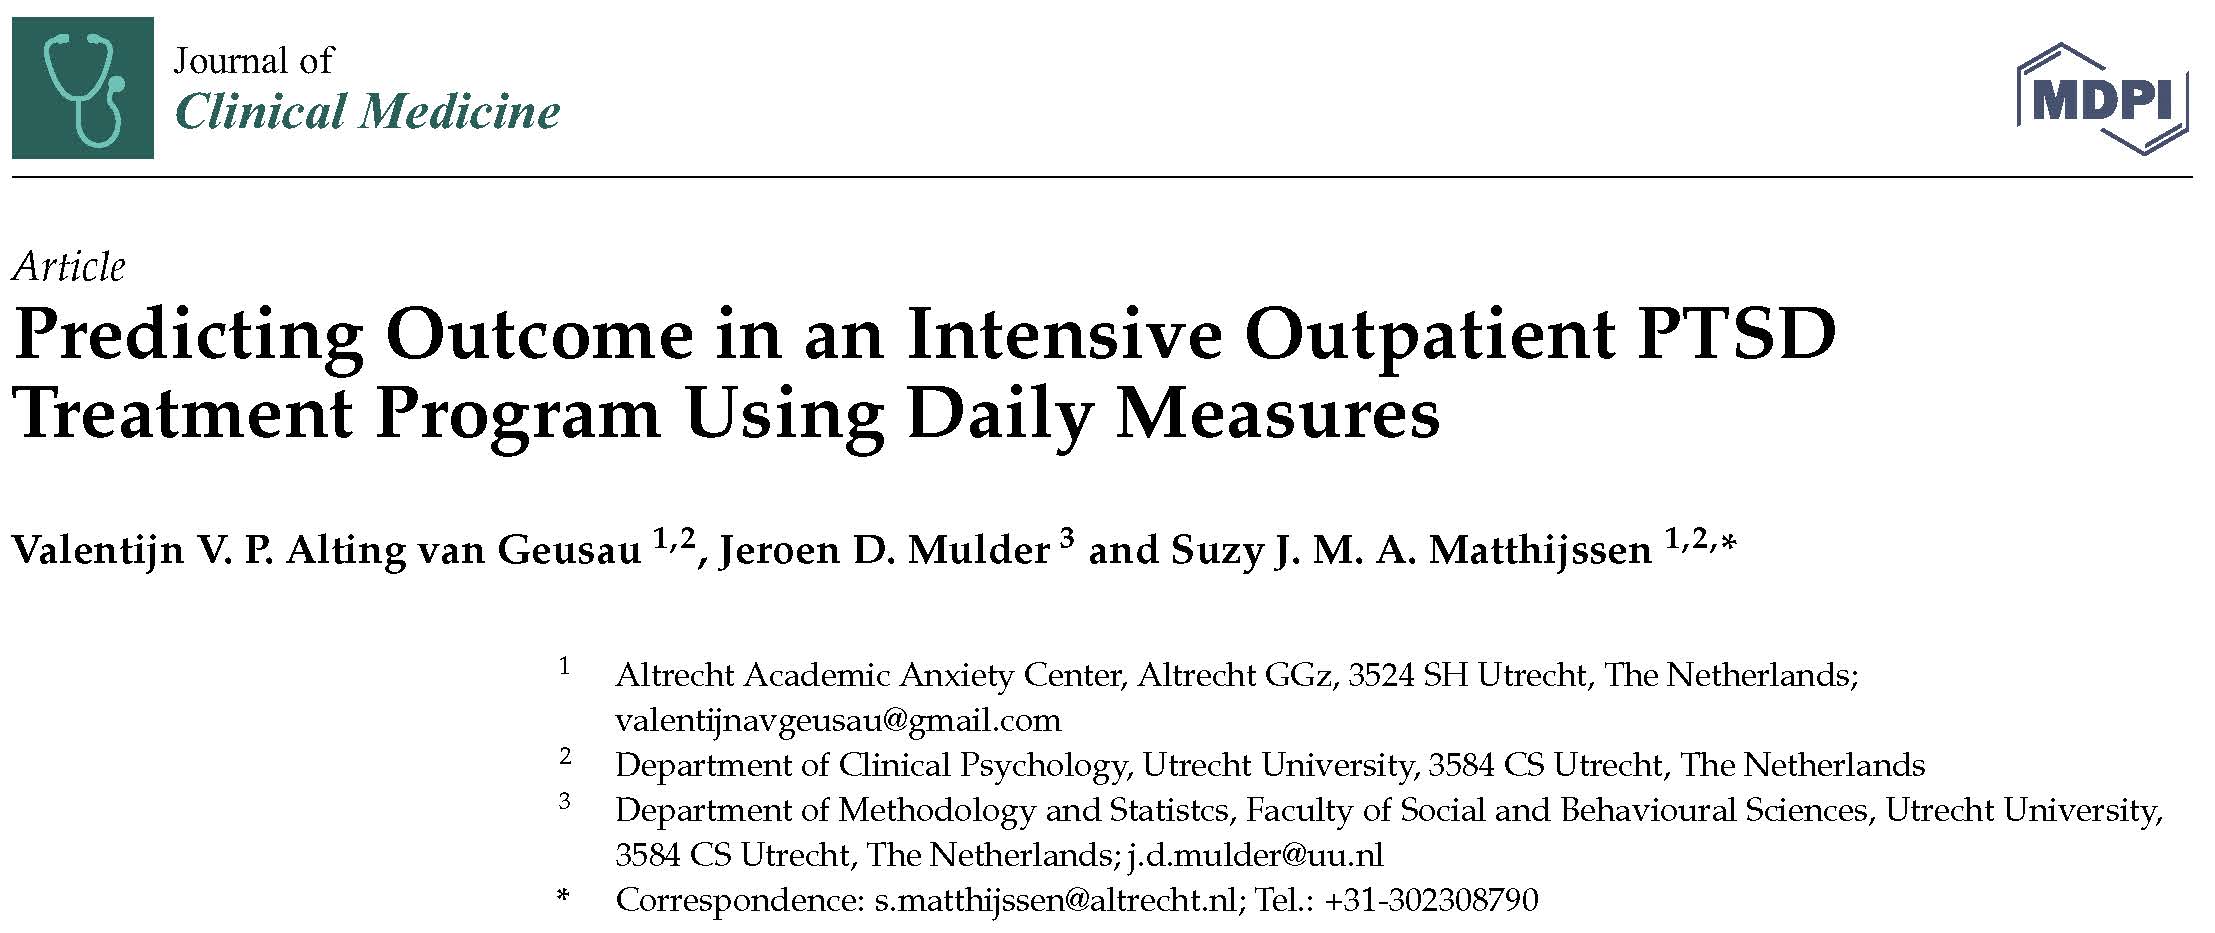 Journal of
Clinical Medicine
MDPI
Article
Predicting Outcome in an Intensive Outpatient PTSD
Treatment Program Using Daily Measures
Valentijn V. P. Alting van Geusau 1,2, Jeroen D. Mulder 3 and Suzy J. M. A. Matthijssen 1,2,*
1 Altrecht Academic Anxiety Center, Altrecht GGz, 3524 SH Utrecht, The Netherlands;
valentijnavgeusau@gmail.com
2 Department of Clinical Psychology, Utrecht University, 3584 CS Utrecht, The Netherlands
3 Department of Methodology and Statistcs, Faculty of Social and Behavioural Sciences, Utrecht University,
3584 CS Utrecht, The Netherlands; j.d.mulder@uu.nl
* Correspondence: s.matthijssen@altrecht.nl; Tel.: +31-302308790